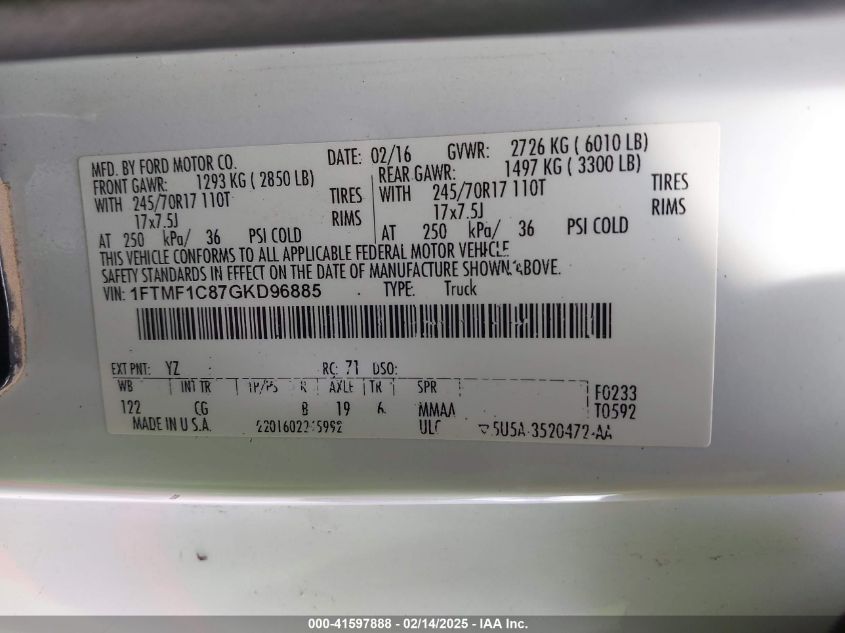 MFD. BY FORD MOTOR CO. DATE: 02/16 GVWR: 2726 KG ( 6010 LB)
FRONT GAWR: 1293 KG ( 2850 LB) REAR GAWR: 1497 KG ( 3300 LB)
WITH 245/70R17 110T TIRES WITH 245/70R17 110T TIRES
17x7.5J RIMS 17x7.5J RIMS
AT 250 kPa/ 36 PSI COLD AT 250 kPa/ 36 PSI COLD
THIS VEHICLE CONFORMS TO ALL APPLICABLE FEDERAL MOTOR VEHICLE
SAFETY STANDARDS IN EFFECT ON THE DATE OF MANUFACTURE SHOWN ABOVE.
VIN: 1FTMF1C87GKD96885 TYPE: Truck
EXT PNT: YZ RC: 71 DSO:
WB INT TR TP/PS R AXLE TR SPR F0233
122 CG B 19 6 MMAA T0592
MADE IN U.S.A. ULC 5U5A-3520472-AA
000-41597888 - 02/14/2025 - IAA Inc.